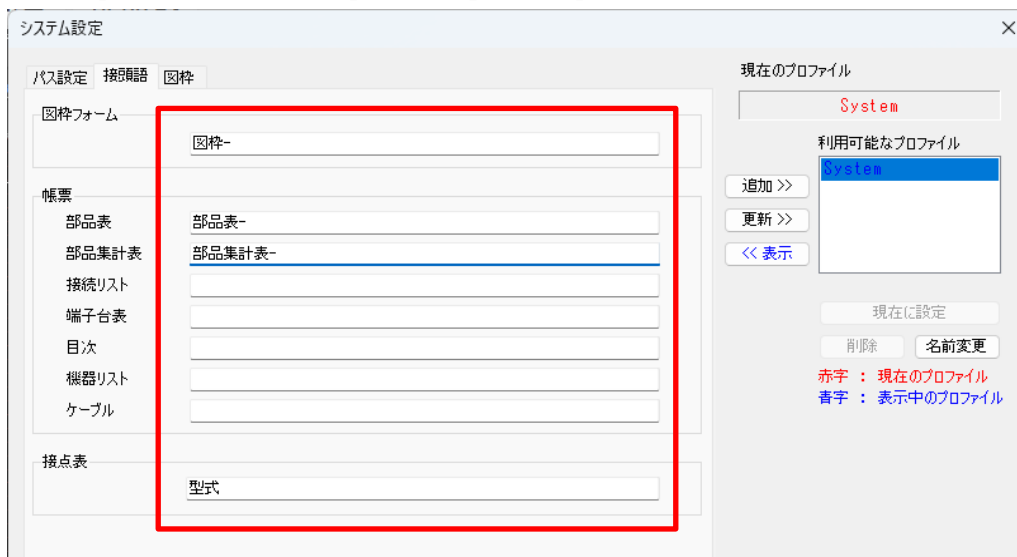 システム設定
パス設定 接頭語 図枠
図枠フォーム
図枠-
帳票
部品表 部品表-
部品集計表 部品集計表-
接続リスト
端子台表
目次
機器リスト
ケーブル
接点表
型式
現在のプロファイル
System
利用可能なプロファイル
System
追加 >>
更新 >>
<< 表示
現在に設定
削除 名前変更
赤字 : 現在のプロファイル
青字 : 表示中のプロファイル